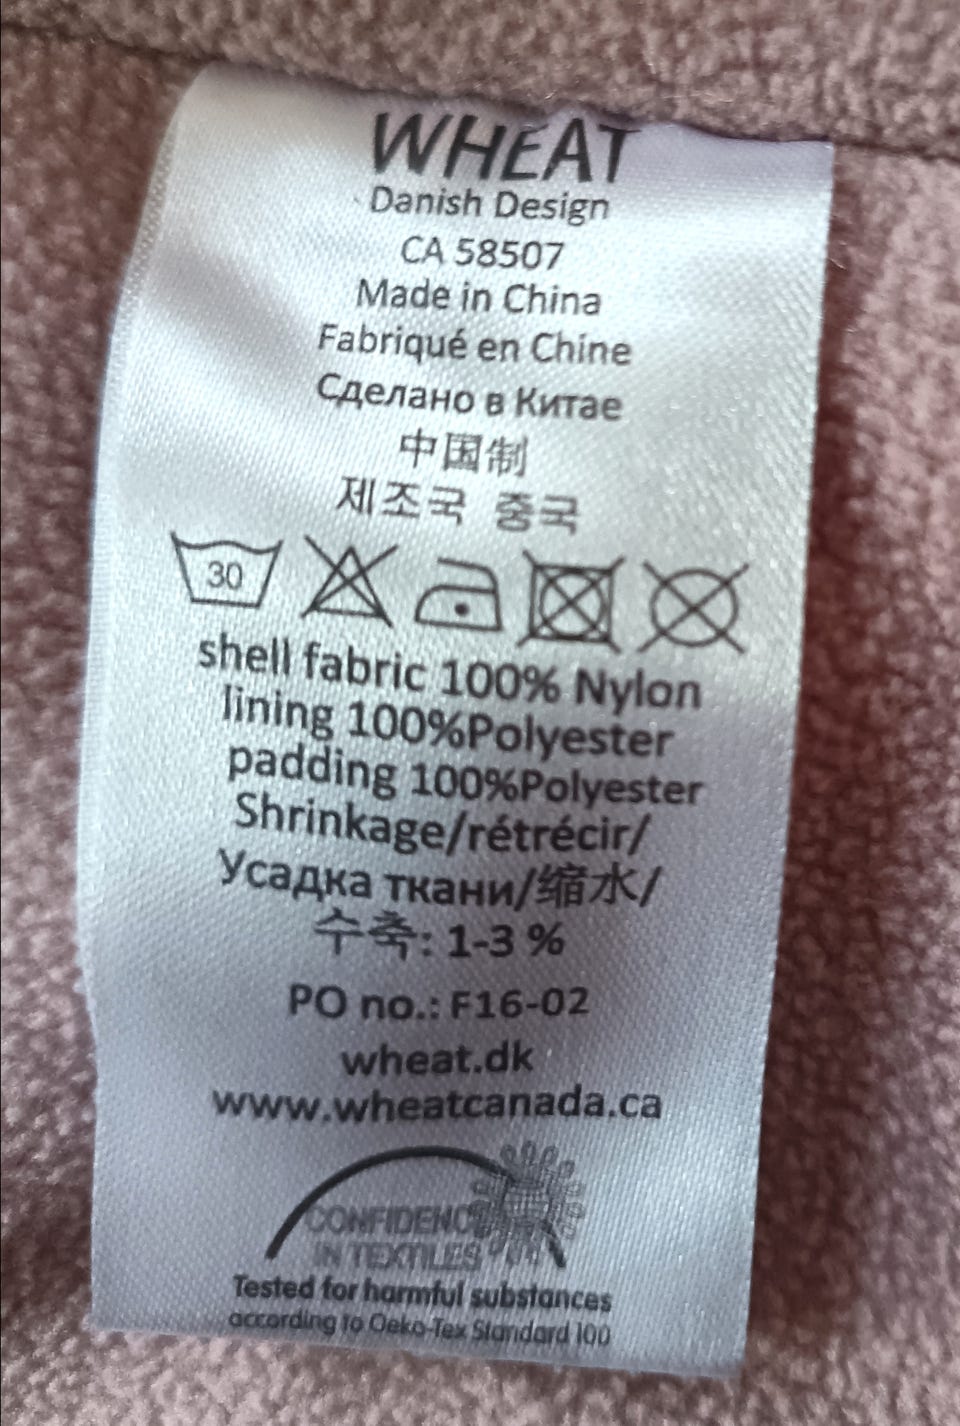 WHEAT
Danish Design
CA 58507
Made in China
Fabriqué en Chine
Сделано в Китае
中国制
제조국 중국
30
shell fabric 100% Nylon
lining 100%Polyester
padding 100%Polyester
Shrinkage/rétrécir/
Усадка ткани/缩水/
수축: 1-3 %
PO no.: F16-02
wheat.dk
www.wheatcanada.ca
CONFIDENCE
IN TEXTILES
Tested for harmful substances
according to Oeko-Tex Standard 100